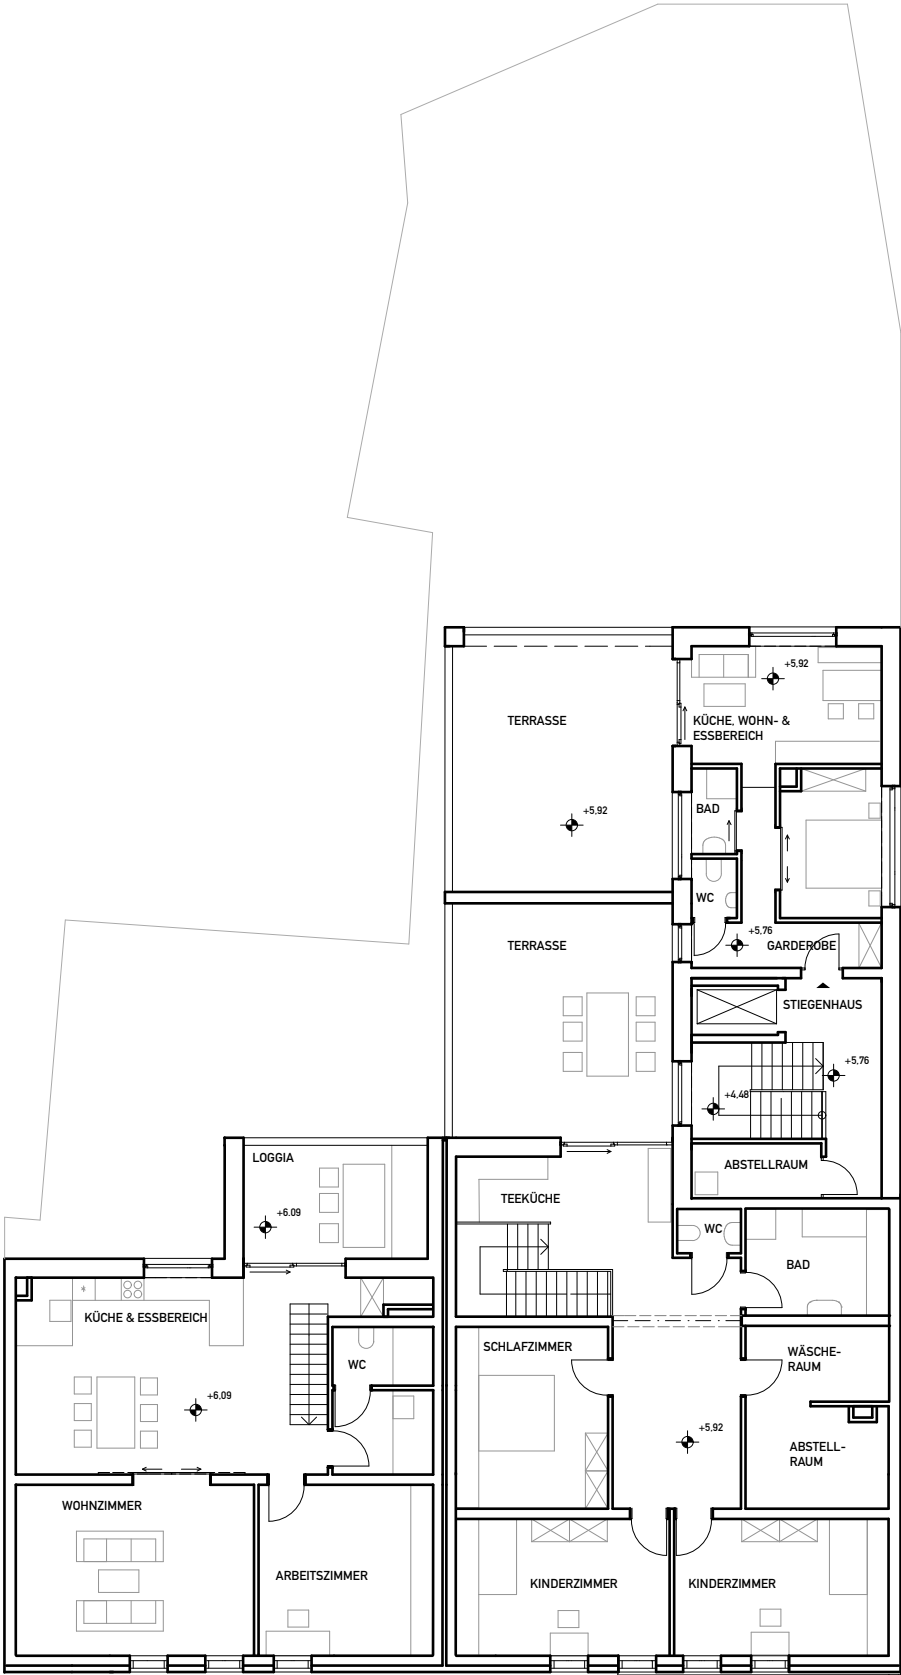 +5,92
TERRASSE
KÜCHE, WOHN- &
ESSBEREICH
BAD
+5,92
WC
+5,76
TERRASSE
GARDEROBE
STIEGENHAUS
+5,76
+4,48
LOGGIA
ABSTELLRAUM
TEEKÜCHE
+6.09
WC
BAD
KÜCHE & ESSBEREICH
SCHLAFZIMMER
WÄSCHE-
RAUM
WC
+6,09
+5,92
ABSTELL-
RAUM
WOHNZIMMER
ARBEITSZIMMER
KINDERZIMMER
KINDERZIMMER